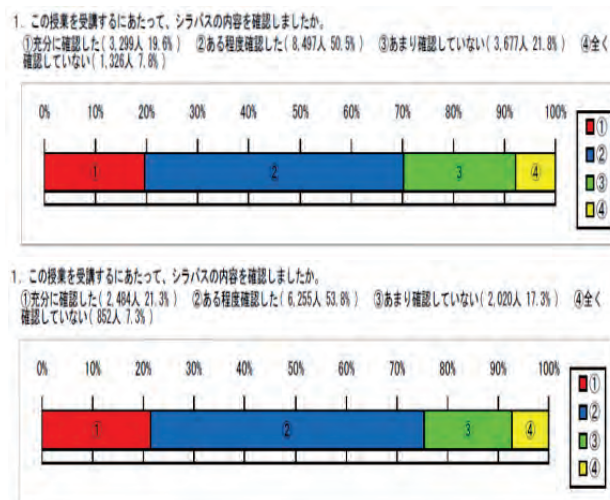 1. この授業を受講するにあたって、シラバスの内容を確認しましたか。
①充分に確認した(3,299人 19.6%) ②ある程度確認した(8,497人 50.5%) ③あまり確認していない(3,677人 21.8%) ④全く
確認していない(1,326人 7.8%)
0% 10% 20% 30% 40% 50% 60% 70% 80% 90% 100%
① ② ③ ④
①
②
③
④
1. この授業を受講するにあたって、シラバスの内容を確認しましたか。
①充分に確認した(2,484人 21.3%) ②ある程度確認した(6,255人 53.8%) ③あまり確認していない(2,020人 17.3%) ④全く
確認していない(852人 7.3%)
0% 10% 20% 30% 40% 50% 60% 70% 80% 90% 100%
① ② ③ ④
①
②
③
④